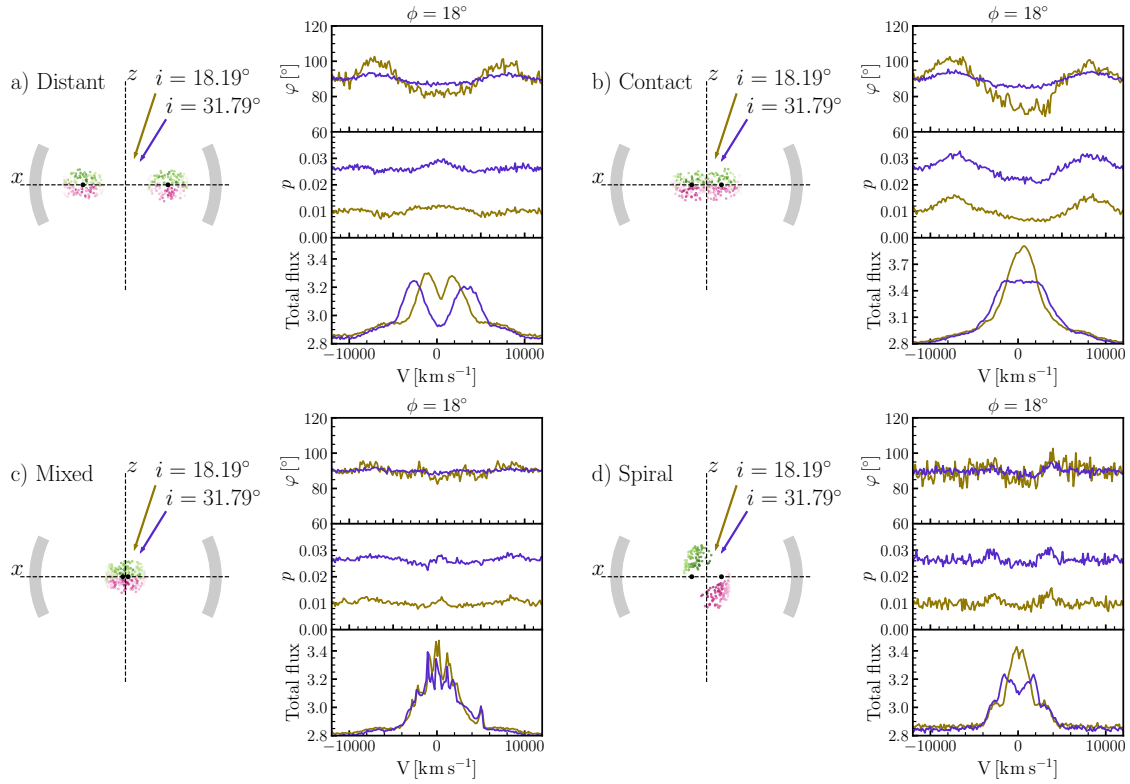 a) Distant
z
i = 18.19°
i = 31.79°
x
ϕ = 18°
φ [°]
120
100
80
60
p
0.03
0.02
0.01
0.00
Total flux
3.4
3.2
3.0
2.8
−10000 0 10000
V [km s⁻¹]
b) Contact
z
i = 18.19°
i = 31.79°
x
ϕ = 18°
φ [°]
120
100
80
60
p
0.03
0.02
0.01
0.00
Total flux
3.7
3.4
3.1
2.8
−10000 0 10000
V [km s⁻¹]
c) Mixed
z
i = 18.19°
i = 31.79°
x
ϕ = 18°
φ [°]
120
100
80
60
p
0.03
0.02
0.01
0.00
Total flux
3.4
3.2
3.0
2.8
−10000 0 10000
V [km s⁻¹]
d) Spiral
z
i = 18.19°
i = 31.79°
x
ϕ = 18°
φ [°]
120
100
80
60
p
0.03
0.02
0.01
0.00
Total flux
3.4
3.2
3.0
2.8
−10000 0 10000
V [km s⁻¹]